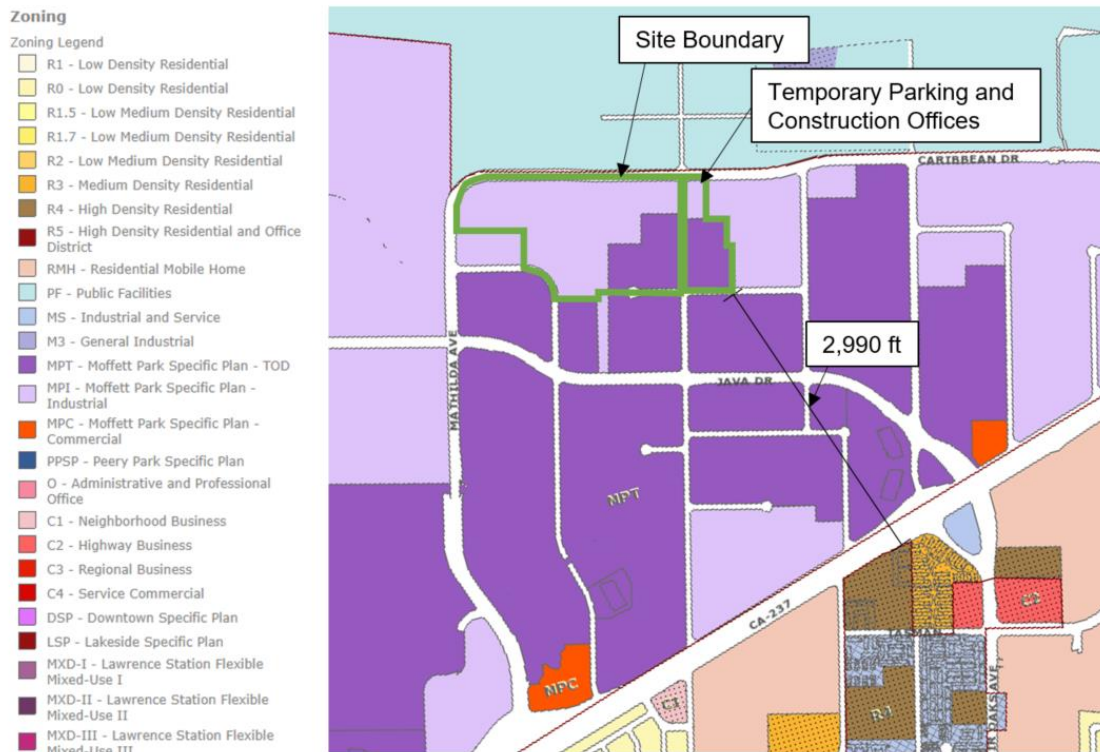 Zoning
Zoning Legend
R1 - Low Density Residential
R0 - Low Density Residential
R1.5 - Low Medium Density Residential
R1.7 - Low Medium Density Residential
R2 - Low Medium Density Residential
R3 - Medium Density Residential
R4 - High Density Residential
R5 - High Density Residential and Office
District
RMH - Residential Mobile Home
PF - Public Facilities
MS - Industrial and Service
M3 - General Industrial
MPT - Moffett Park Specific Plan - TOD
MPI - Moffett Park Specific Plan -
Industrial
MPC - Moffett Park Specific Plan -
Commercial
PPSP - Peery Park Specific Plan
O - Administrative and Professional
Office
C1 - Neighborhood Business
C2 - Highway Business
C3 - Regional Business
C4 - Service Commercial
DSP - Downtown Specific Plan
LSP - Lakeside Specific Plan
MXD-I - Lawrence Station Flexible
Mixed-Use I
MXD-II - Lawrence Station Flexible
Mixed-Use II
MXD-III - Lawrence Station Flexible
Mixed-Use III
Site Boundary
Temporary Parking and
Construction Offices
CARIBBEAN DR
2,990 ft
MATHILDA AVE
JAVA DR
MPT
CA-237
C2
TASMAN
MPC
C1
R4
OAKS AVE